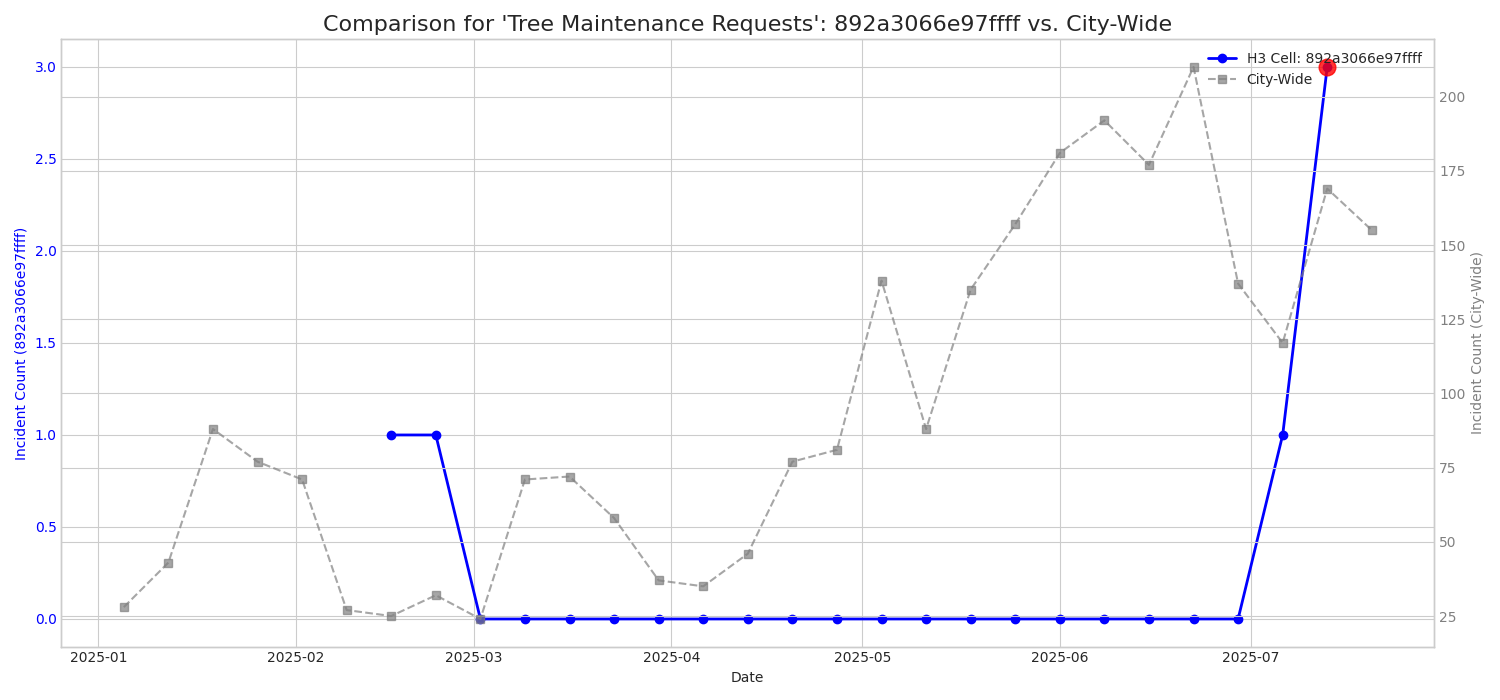 Comparison for 'Tree Maintenance Requests': 892a3066e97ffff vs. City-Wide
H3 Cell: 892a3066e97ffff
City-Wide
Incident Count (892a3066e97ffff)
3.0
2.5
2.0
1.5
1.0
0.5
0.0
200
175
150
125
100
75
50
25
Incident Count (City-Wide)
2025-01 2025-02 2025-03 2025-04 2025-05 2025-06 2025-07
Date